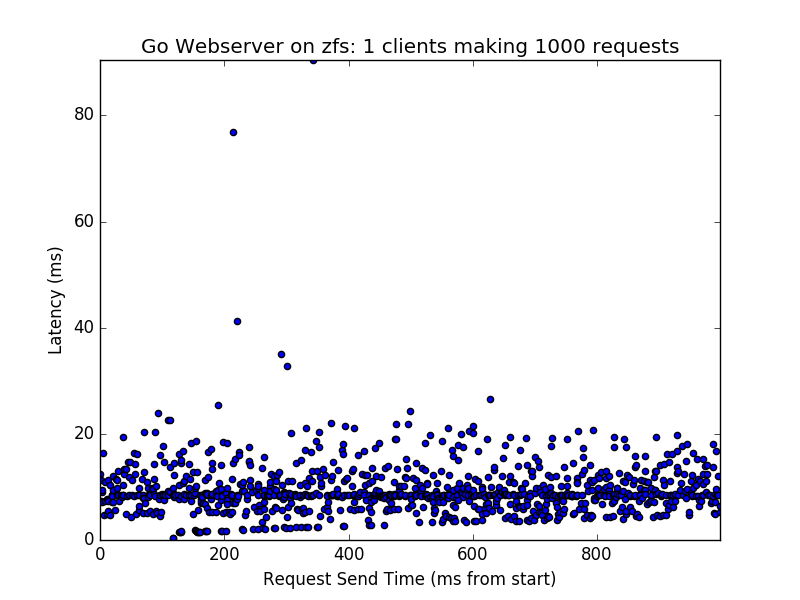 Go Webserver on zfs: 1 clients making 1000 requests
80
60
40
20
0
Latency (ms)
0 200 400 600 800
Request Send Time (ms from start)